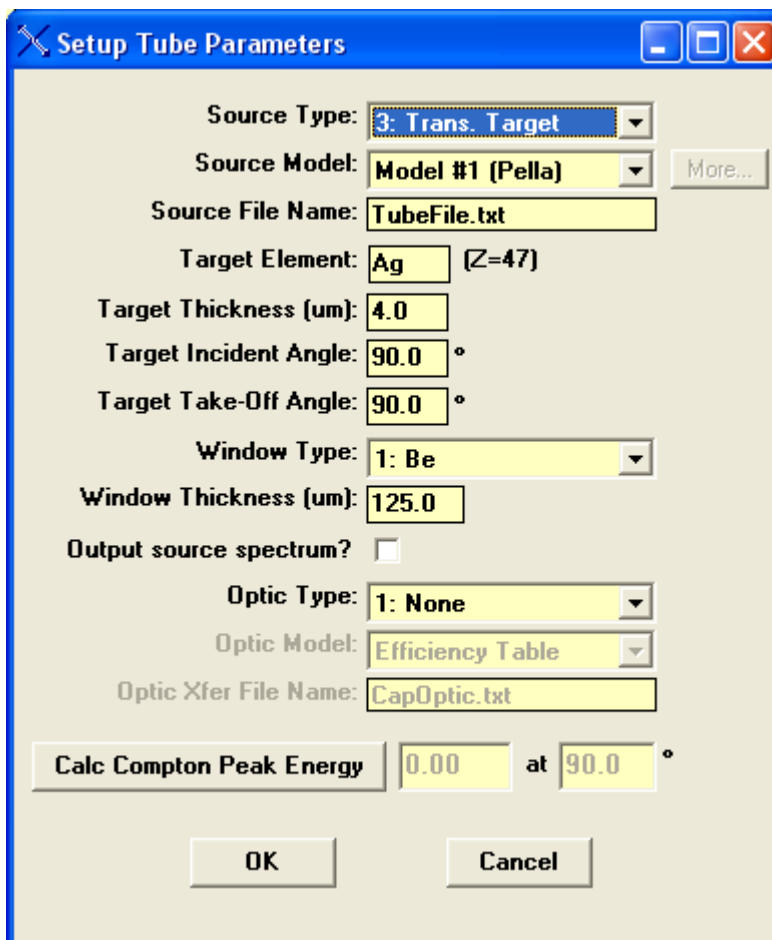 Setup Tube Parameters
Source Type: 3: Trans. Target
Source Model: Model #1 (Pella) More...
Source File Name: TubeFile.txt
Target Element: Ag (Z=47)
Target Thickness (um): 4.0
Target Incident Angle: 90.0 °
Target Take-Off Angle: 90.0 °
Window Type: 1: Be
Window Thickness (um): 125.0
Output source spectrum?
Optic Type: 1: None
Optic Model: Efficiency Table
Optic Xfer File Name: CapOptic.txt
Calc Compton Peak Energy 0.00 at 90.0 °
OK Cancel